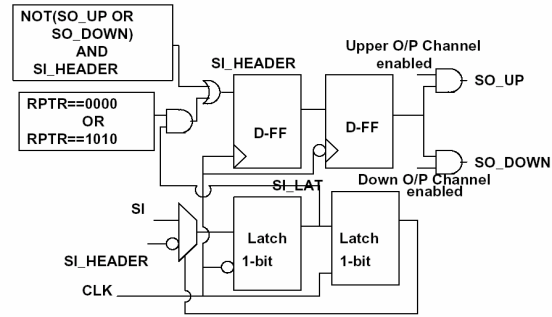 NOT(SO_UP OR
SO_DOWN)
AND
SI_HEADER
RPTR==0000
OR
RPTR==1010
SI_HEADER
D-FF
D-FF
Upper O/P Channel
enabled
SO_UP
SO_DOWN
Down O/P Channel
enabled
SI_LAT
SI
SI_HEADER
Latch
1-bit
Latch
1-bit
CLK